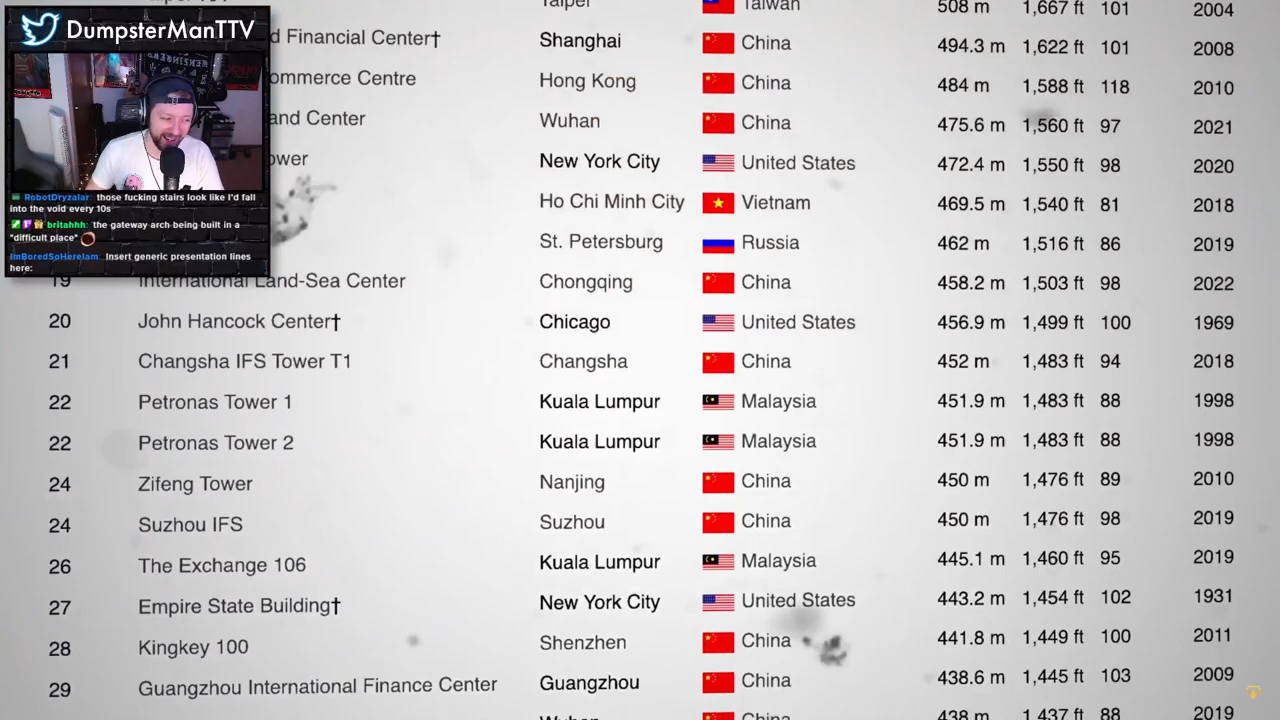 DumpsterManTTV
RobotDryzalar: those fucking stairs look like I'd fall
into the void every 10s
britahhh: the gateway arch being built in a
"difficult place"
ImBoredSoHereIam: Insert generic presentation lines
here:
Taipei Taiwan 508 m 1,667 ft 101 2004
d Financial Center† Shanghai China 494.3 m 1,622 ft 101 2008
ommerce Centre Hong Kong China 484 m 1,588 ft 118 2010
and Center Wuhan China 475.6 m 1,560 ft 97 2021
ower New York City United States 472.4 m 1,550 ft 98 2020
Ho Chi Minh City Vietnam 469.5 m 1,540 ft 81 2018
St. Petersburg Russia 462 m 1,516 ft 86 2019
19 International Land-Sea Center Chongqing China 458.2 m 1,503 ft 98 2022
20 John Hancock Center† Chicago United States 456.9 m 1,499 ft 100 1969
21 Changsha IFS Tower T1 Changsha China 452 m 1,483 ft 94 2018
22 Petronas Tower 1 Kuala Lumpur Malaysia 451.9 m 1,483 ft 88 1998
22 Petronas Tower 2 Kuala Lumpur Malaysia 451.9 m 1,483 ft 88 1998
24 Zifeng Tower Nanjing China 450 m 1,476 ft 89 2010
24 Suzhou IFS Suzhou China 450 m 1,476 ft 98 2019
26 The Exchange 106 Kuala Lumpur Malaysia 445.1 m 1,460 ft 95 2019
27 Empire State Building† New York City United States 443.2 m 1,454 ft 102 1931
28 Kingkey 100 Shenzhen China 441.8 m 1,449 ft 100 2011
29 Guangzhou International Finance Center Guangzhou China 438.6 m 1,445 ft 103 2009
Wuhan China 438 m 1,437 ft 88 2019